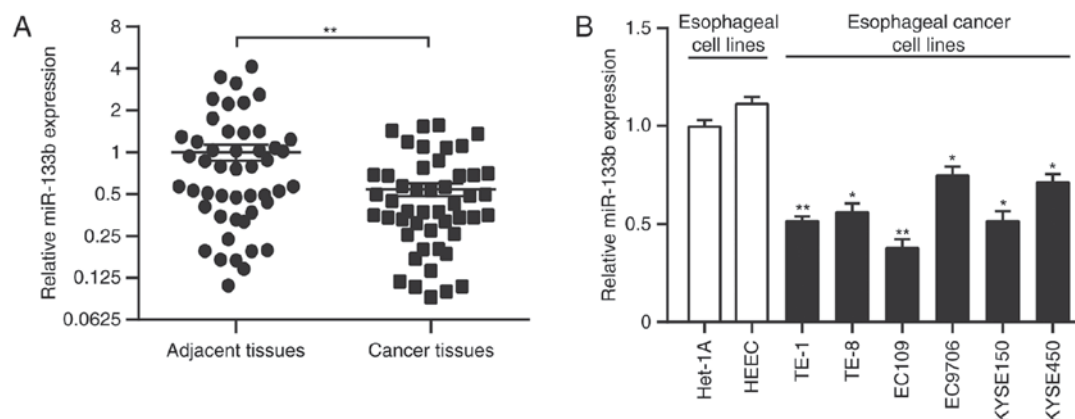 A
Relative miR-133b expression
8
4
2
1
0.5
0.25
0.125
0.0625
**
Adjacent tissues
Cancer tissues
B
Relative miR-133b expression
1.5
1.0
0.5
0
Esophageal
cell lines
Esophageal cancer
cell lines
**
*
**
*
*
*
Het-1A
HEEC
TE-1
TE-8
EC109
EC9706
KYSE150
KYSE450